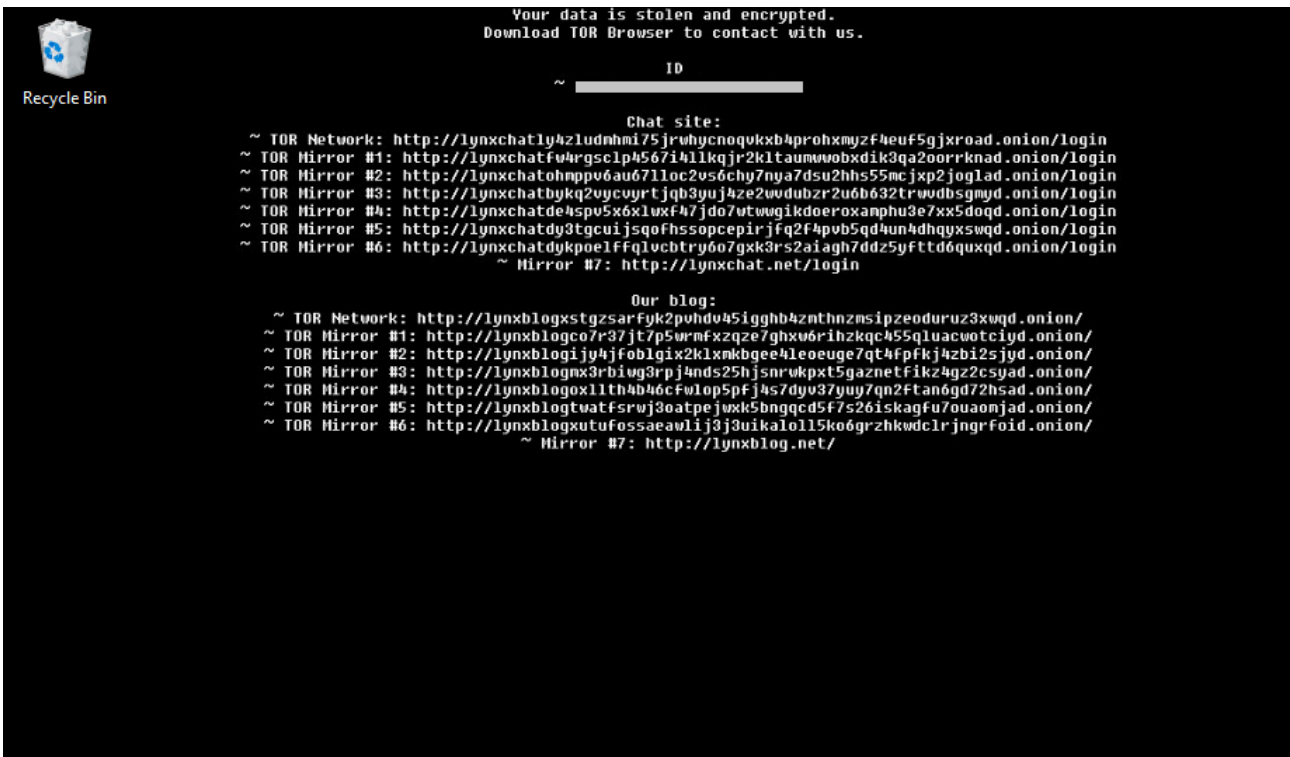 Your data is stolen and encrypted.
Download TOR Browser to contact with us.
ID
~
Recycle Bin
Chat site:
~ TOR Network: http://lynxchatly4zludmhmi75jrwhycnoqvkxb4prohxmyzf4euf5gjxroad.onion/login
~ TOR Mirror #1: http://lynxchatfw4rgsclp4567i4llkqjr2kltaumwwobxdik3qa2oorrknad.onion/login
~ TOR Mirror #2: http://lynxchatohmppv6au67lloc2vs6chy7nya7dsu2hhs55mcjxp2joglad.onion/login
~ TOR Mirror #3: http://lynxchatbykq2vycvyrtjqb3yuj4ze2wvdubzr2u6b632trwvdbsgmyd.onion/login
~ TOR Mirror #4: http://lynxchatde4spv5x6xlwxf47jdo7wtwwgikdoeroxamphu3e7xx5doqd.onion/login
~ TOR Mirror #5: http://lynxchatdy3tgcuijsqofhssopcepirjfq2f4pvb5qd4un4dhqyxswqd.onion/login
~ TOR Mirror #6: http://lynxchatdykpoelffqlvcbtry6o7gxk3rs2aiagh7ddz5yfttd6quxqd.onion/login
~ Mirror #7: http://lynxchat.net/login
Our blog:
~ TOR Network: http://lynxblogxstgzsarfyk2pvhdv45igghb4zmthnzmsipzeoduruz3xwqd.onion/
~ TOR Mirror #1: http://lynxblogco7r37jt7p5wrmfxzqze7ghxw6rihzkqc455qluacwotciyd.onion/
~ TOR Mirror #2: http://lynxblogijy4jfoblgix2klxmkbgee4leoeuge7qt4fpfkj4zbi2sjyd.onion/
~ TOR Mirror #3: http://lynxblogmx3rbiwg3rpj4nds25hjsnrwkpxt5gaznetfikz4gz2csyad.onion/
~ TOR Mirror #4: http://lynxblogoxllth4b46cfwlop5pfj4s7dyv37yuy7qn2ftan6gd72hsad.onion/
~ TOR Mirror #5: http://lynxblogtwatfsrwj3oatpejwxk5bngqcd5f7s26iskagfu7ouaomjad.onion/
~ TOR Mirror #6: http://lynxblogxutufossaeawlij3j3uikaloll5ko6grzhkwdclrjngrfoid.onion/
~ Mirror #7: http://lynxblog.net/